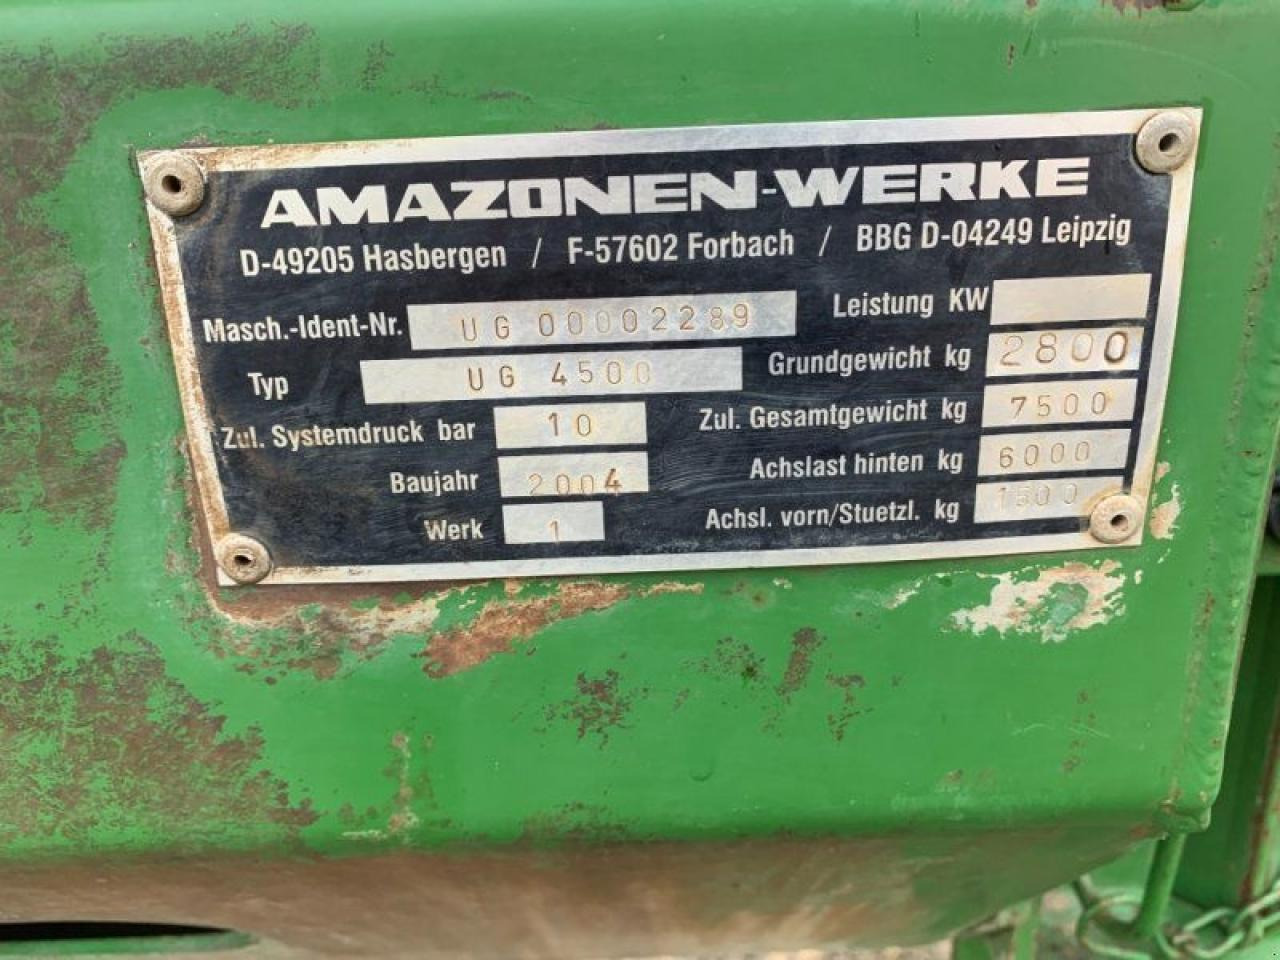 AMAZONEN-WERKE
D-49205 Hasbergen / F-57602 Forbach / BBG D-04249 Leipzig
Masch.-Ident-Nr. UG 00002289
Leistung KW
Typ UG 4500
Grundgewicht kg 2800
Zul. Systemdruck bar 10
Zul. Gesamtgewicht kg 7500
Baujahr 2004
Achslast hinten kg 6000
Werk 1
Achsl. vorn/Stuetzl. kg 1500